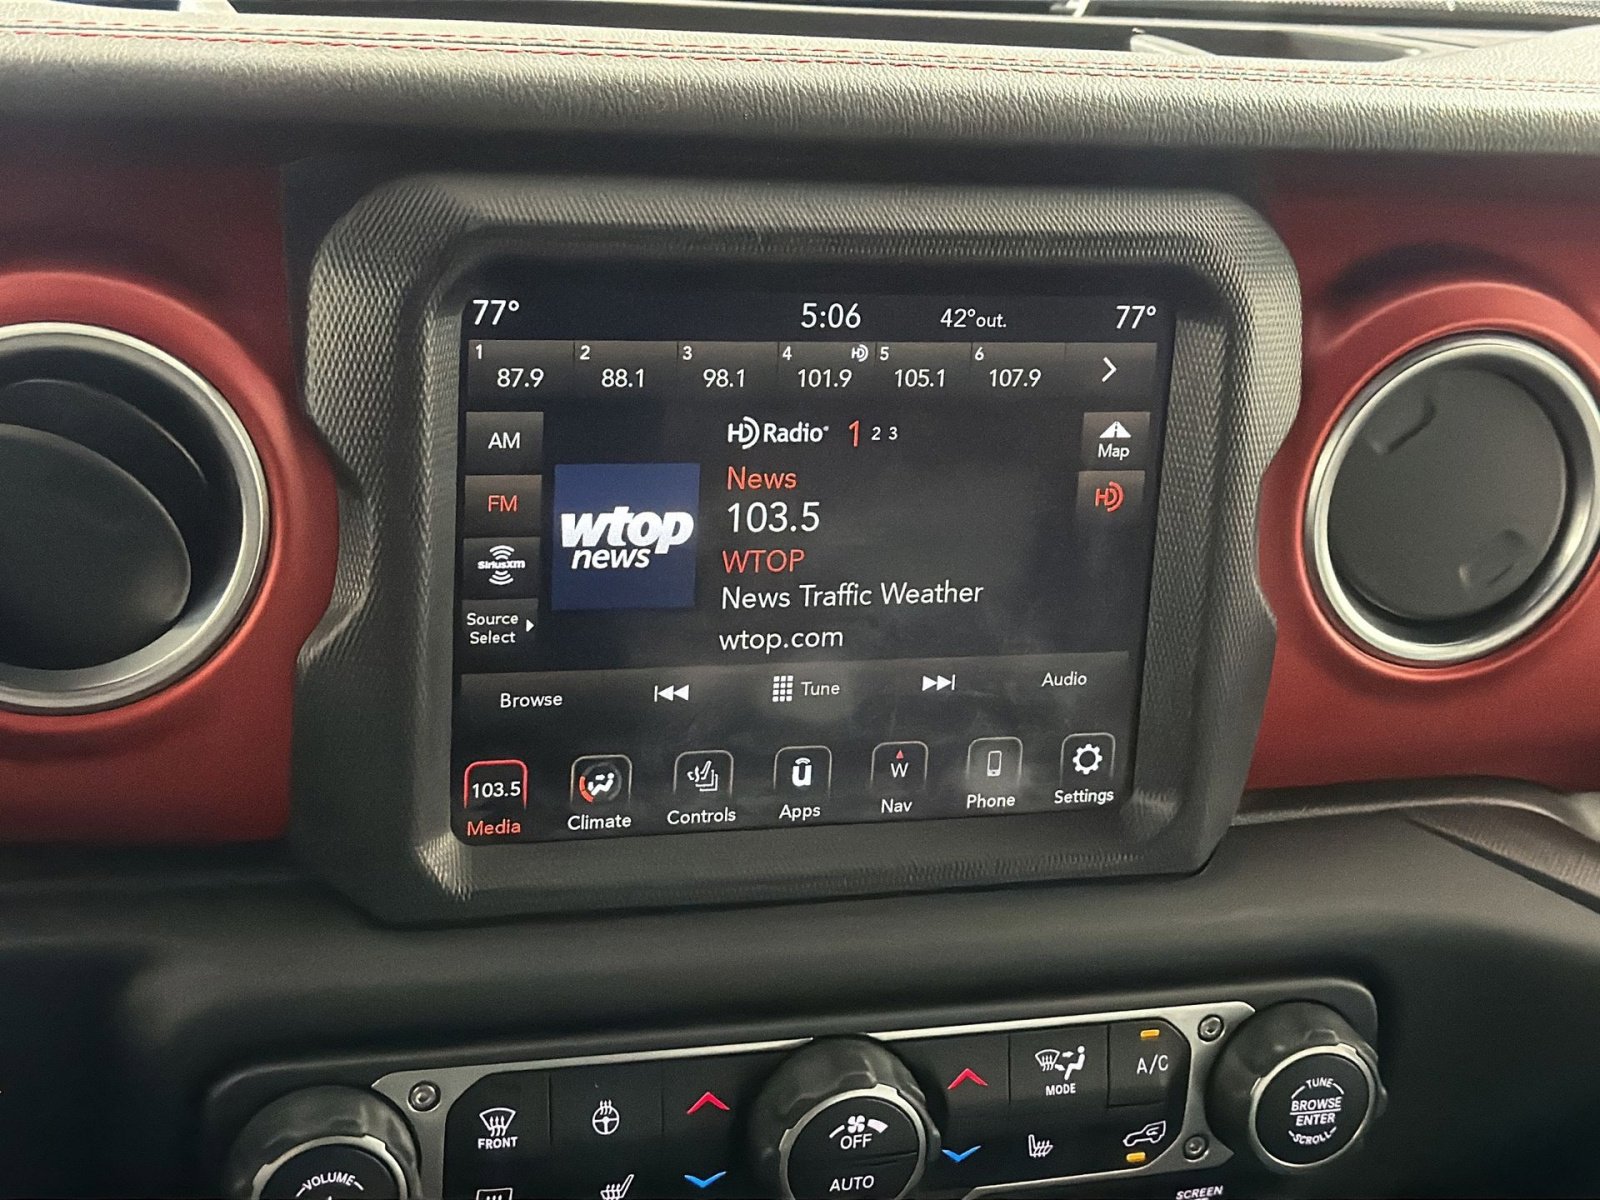 77° 5:06 42°out. 77°
1 2 3 4 HD 5 6
87.9 88.1 98.1 101.9 105.1 107.9
AM
FM
SiriusXM
Source
Select
wtop
news
HD Radio 1 2 3
News
103.5
WTOP
News Traffic Weather
wtop.com
Map
HD
Browse Tune Audio
103.5 W
Media Climate Controls Apps Nav Phone Settings
VOLUME
FRONT
OFF
AUTO
MODE
A/C
TUNE
BROWSE
ENTER
SCROLL
SCREEN